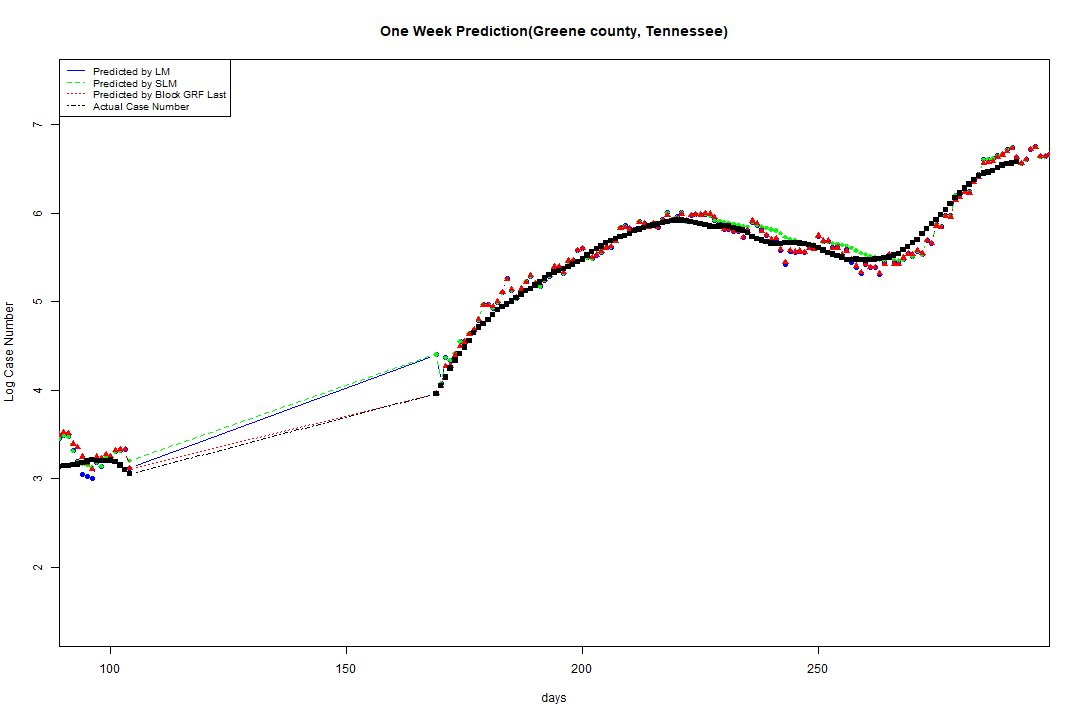 One Week Prediction(Greene county, Tennessee)
Predicted by LM
Predicted by SLM
Predicted by Block GRF Last
Actual Case Number
Log Case Number
7
6
5
4
3
2
100 150 200 250
days